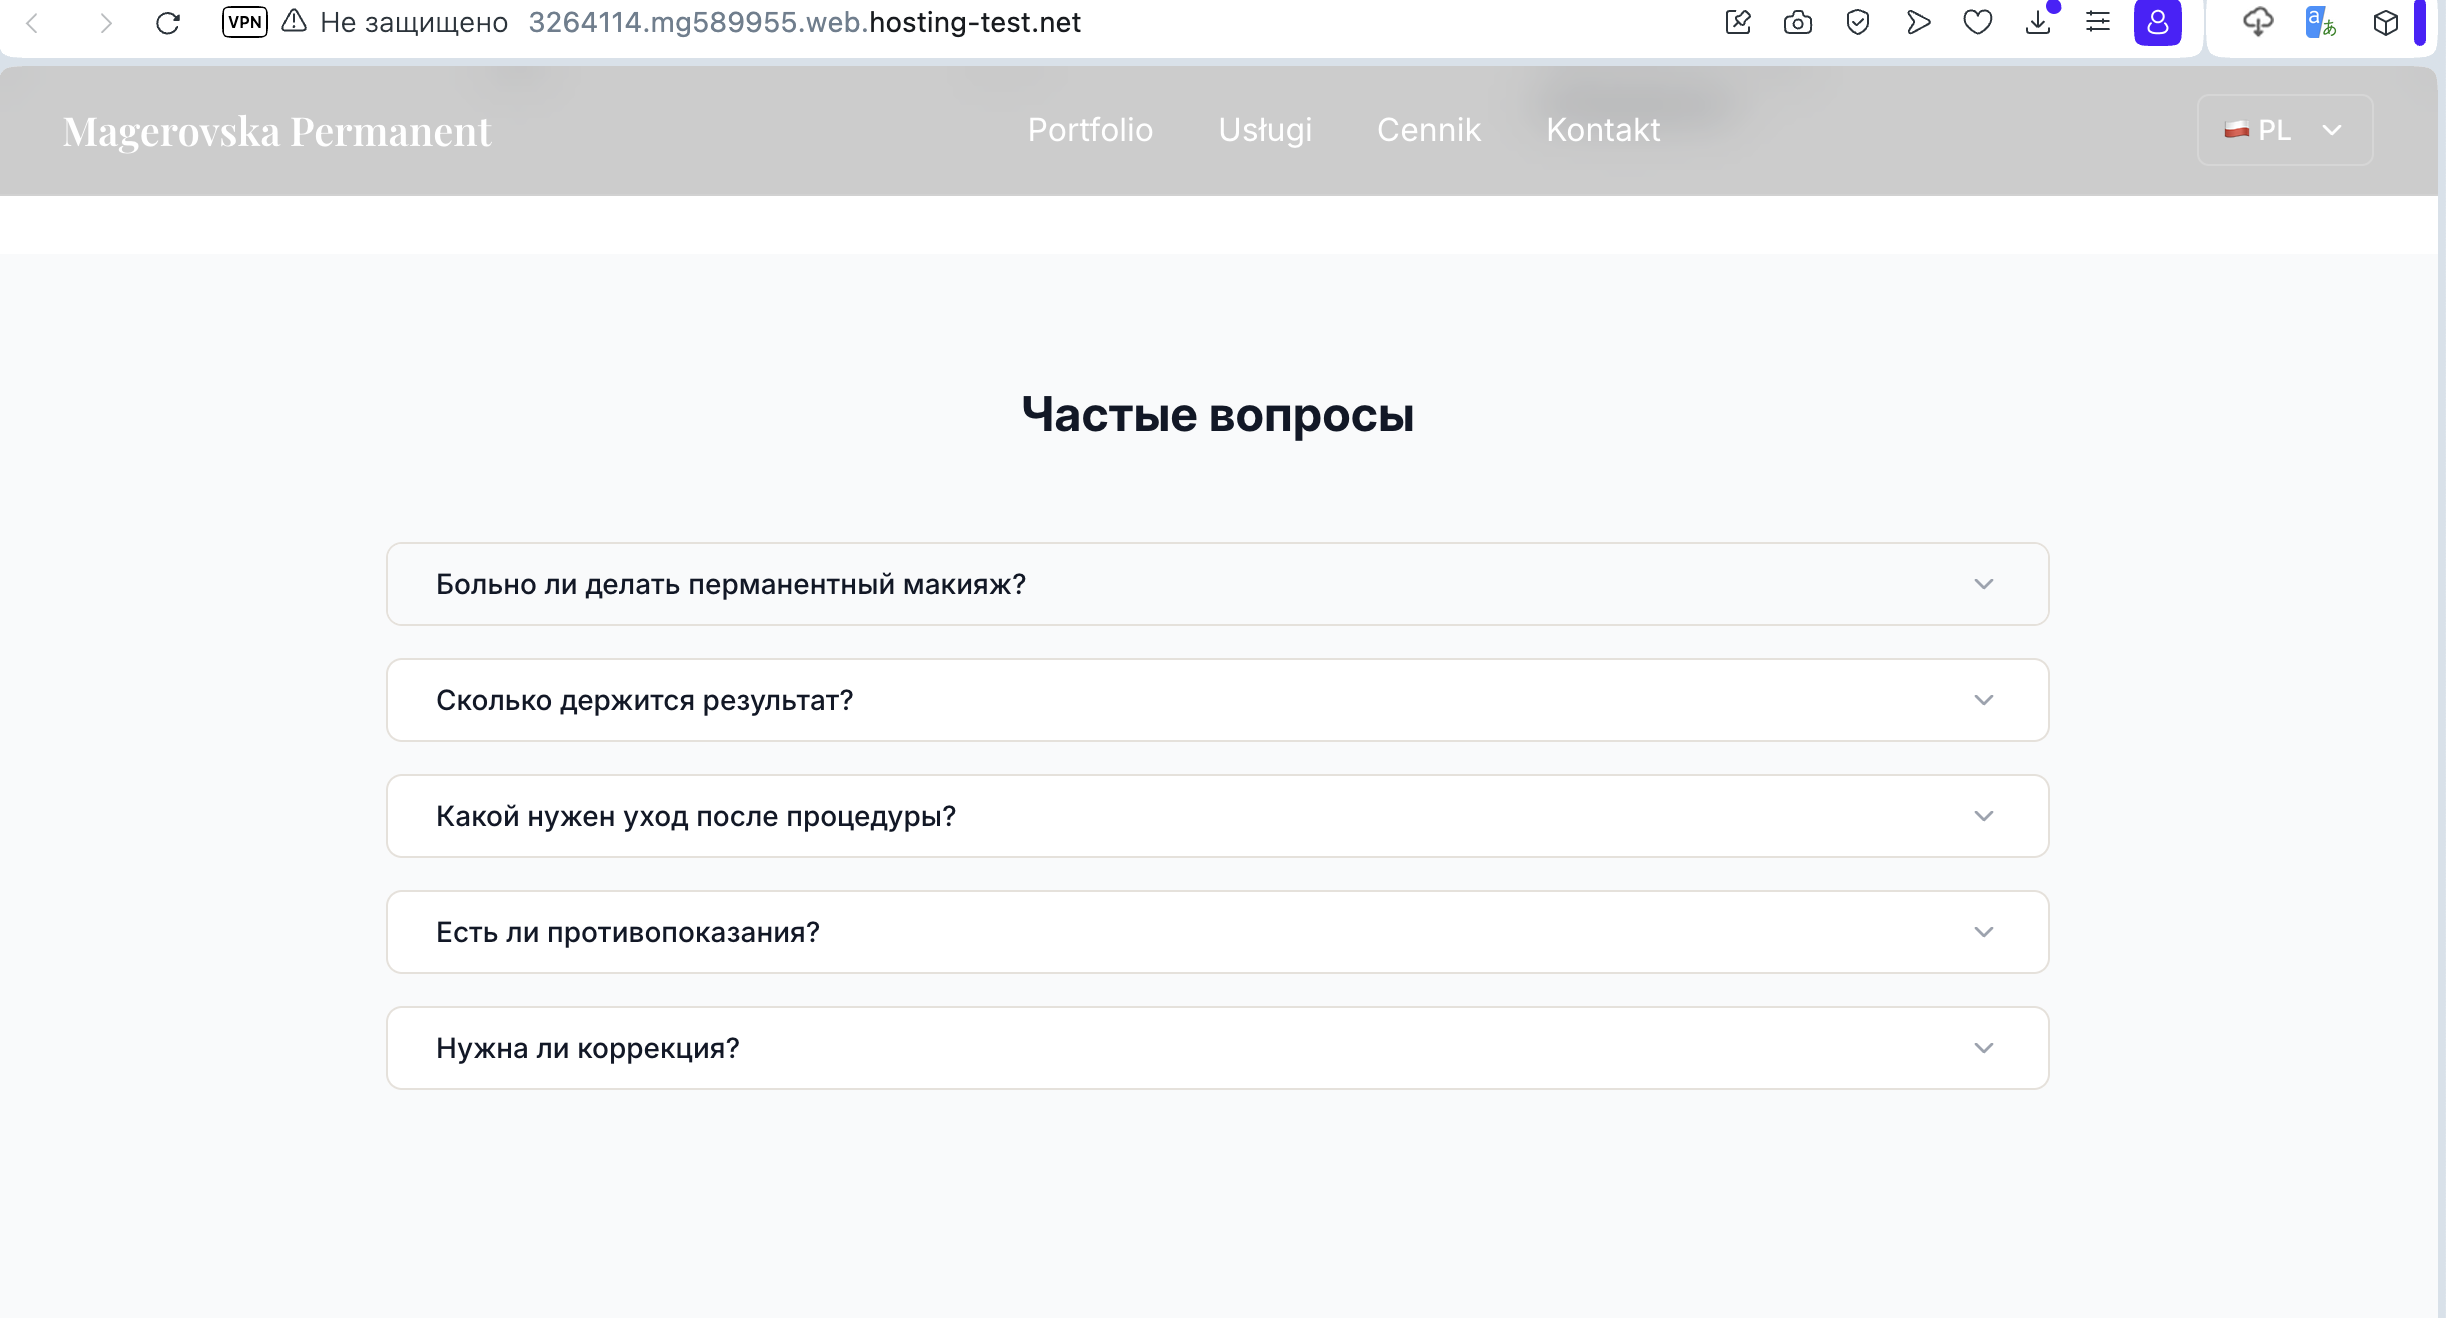 VPN Не защищено 3264114.mg589955.web.hosting-test.net
Magerovska Permanent Portfolio Usługi Cennik Kontakt PL
Частые вопросы
Больно ли делать перманентный макияж?
Сколько держится результат?
Какой нужен уход после процедуры?
Есть ли противопоказания?
Нужна ли коррекция?